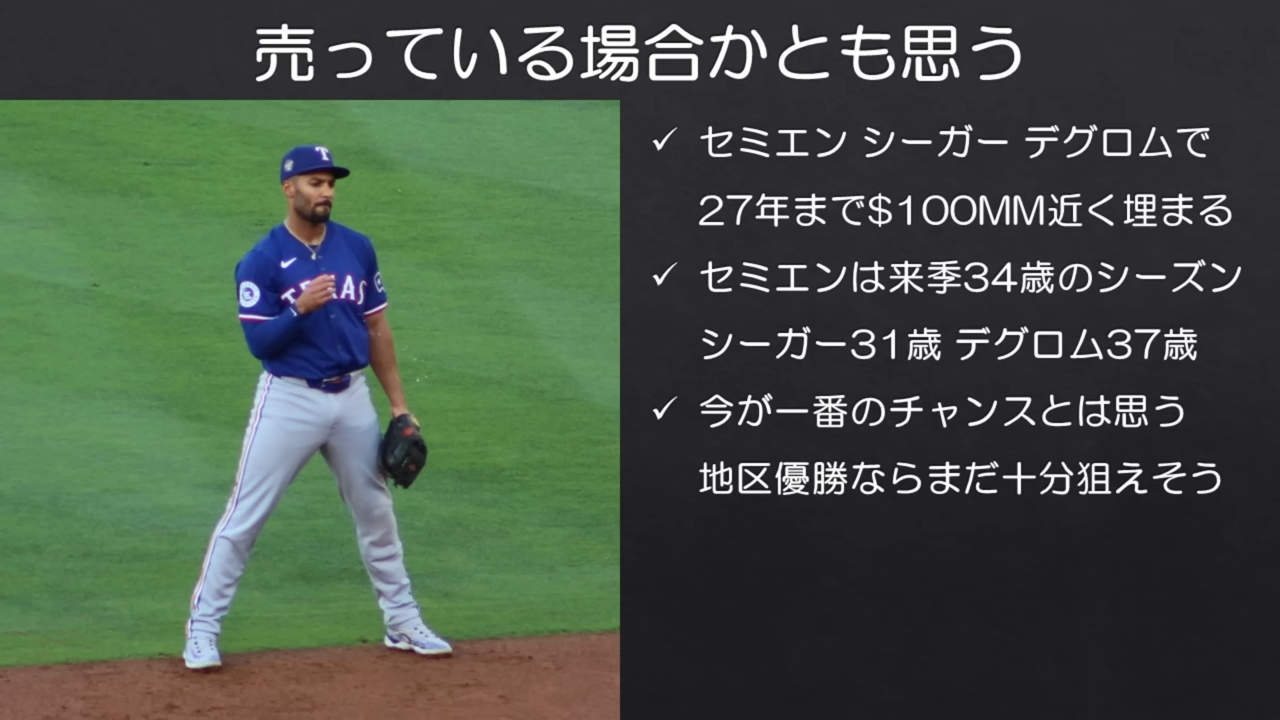 売っている場合かとも思う
✓ セミエン シーガー デグロムで
27年まで$100MM近く埋まる
✓ セミエンは来季34歳のシーズン
シーガー31歳 デグロム37歳
✓ 今が一番のチャンスとは思う
地区優勝ならまだ十分狙えそう
T
TEXAS